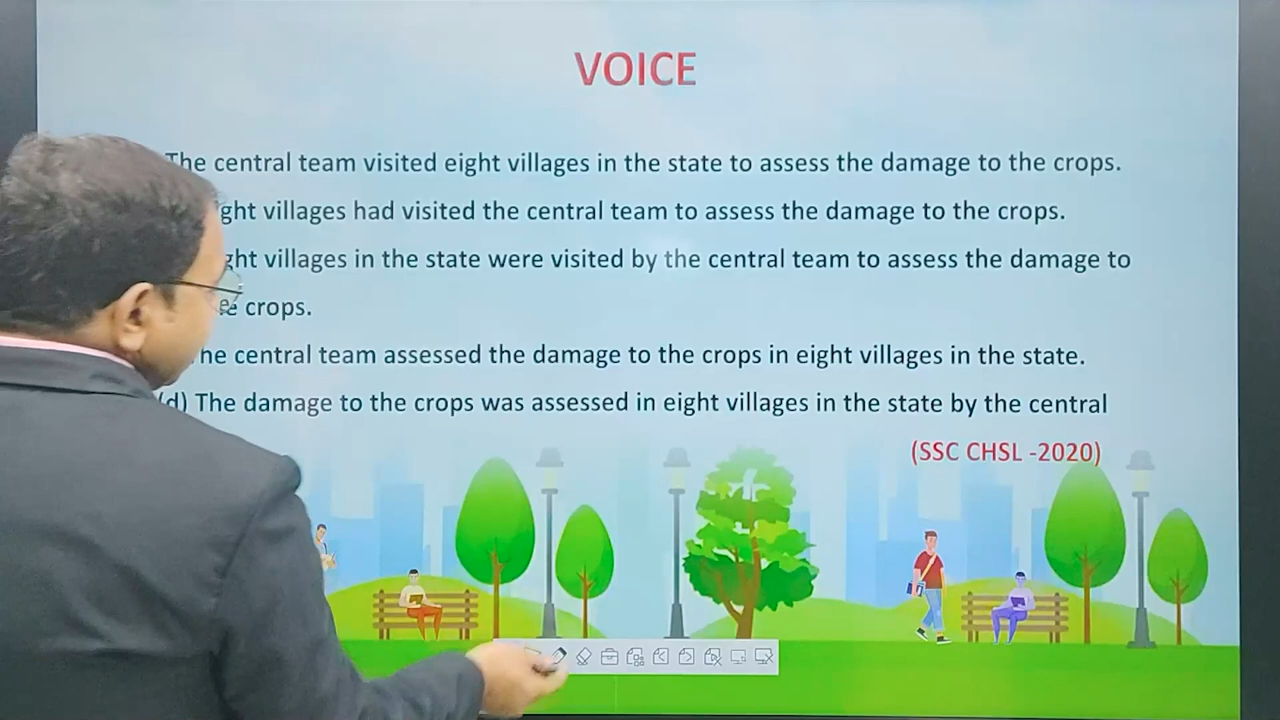 VOICE
The central team visited eight villages in the state to assess the damage to the crops.
villages had visited the central team to assess the damage to the crops.
villages in the state were visited by the central team to assess the damage to
crops.
central team assessed the damage to the crops in eight villages in the state.
(d) The damage to the crops was assessed in eight villages in the state by the central
(SSC CHSL -2020)